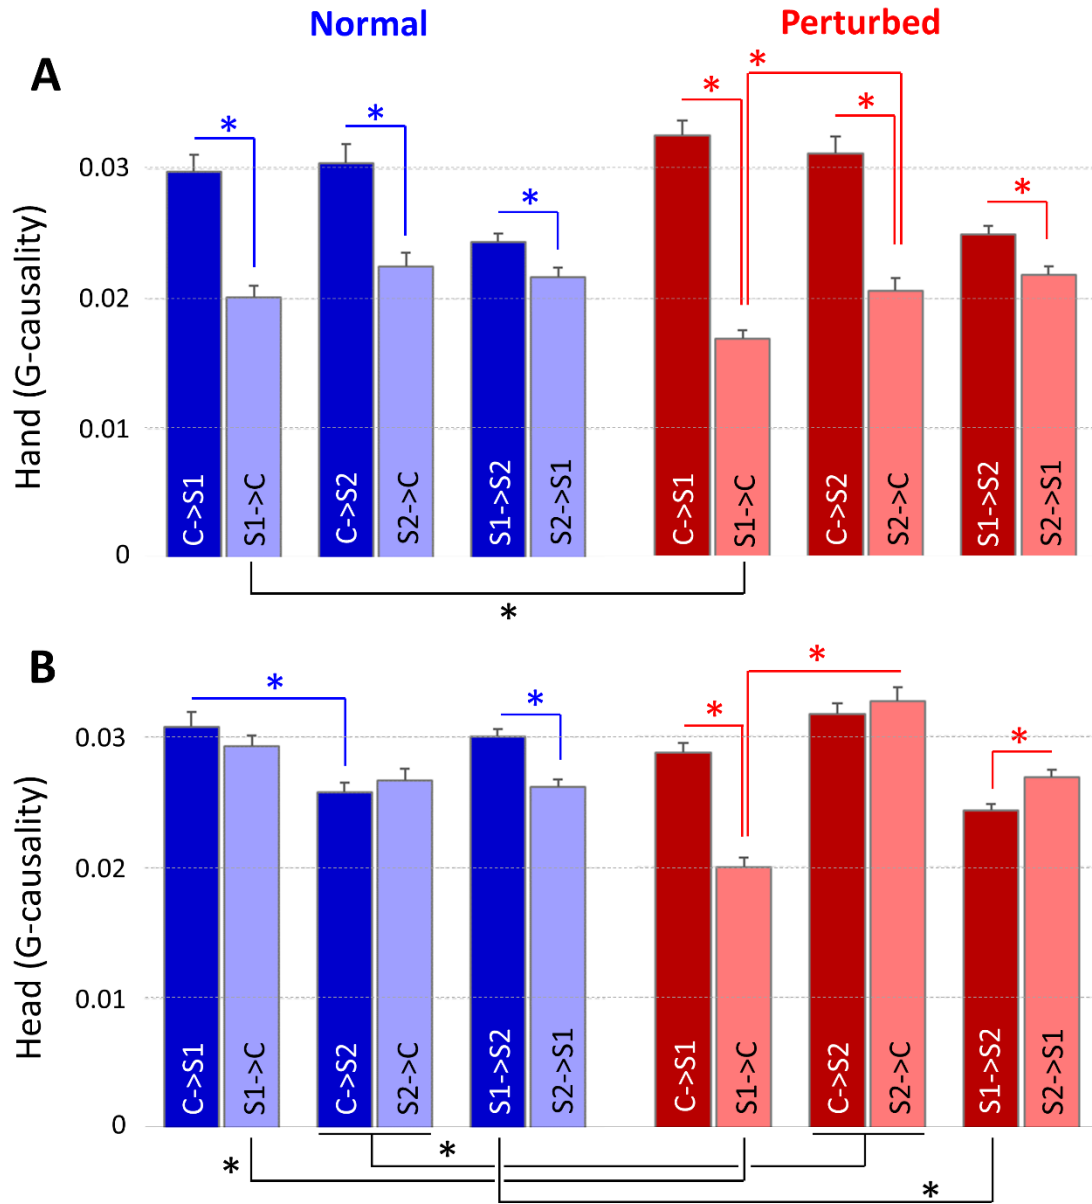 Normal Perturbed
A
* * * * * * *
0.03
0.02
0.01
0
Hand (G-causality)
C->S1 S1->C C->S2 S2->C S1->S2 S2->S1 C->S1 S1->C C->S2 S2->C S1->S2 S2->S1
*
B
* * * * *
0.03
0.02
0.01
0
Head (G-causality)
C->S1 S1->C C->S2 S2->C S1->S2 S2->S1 C->S1 S1->C C->S2 S2->C S1->S2 S2->S1
* * *